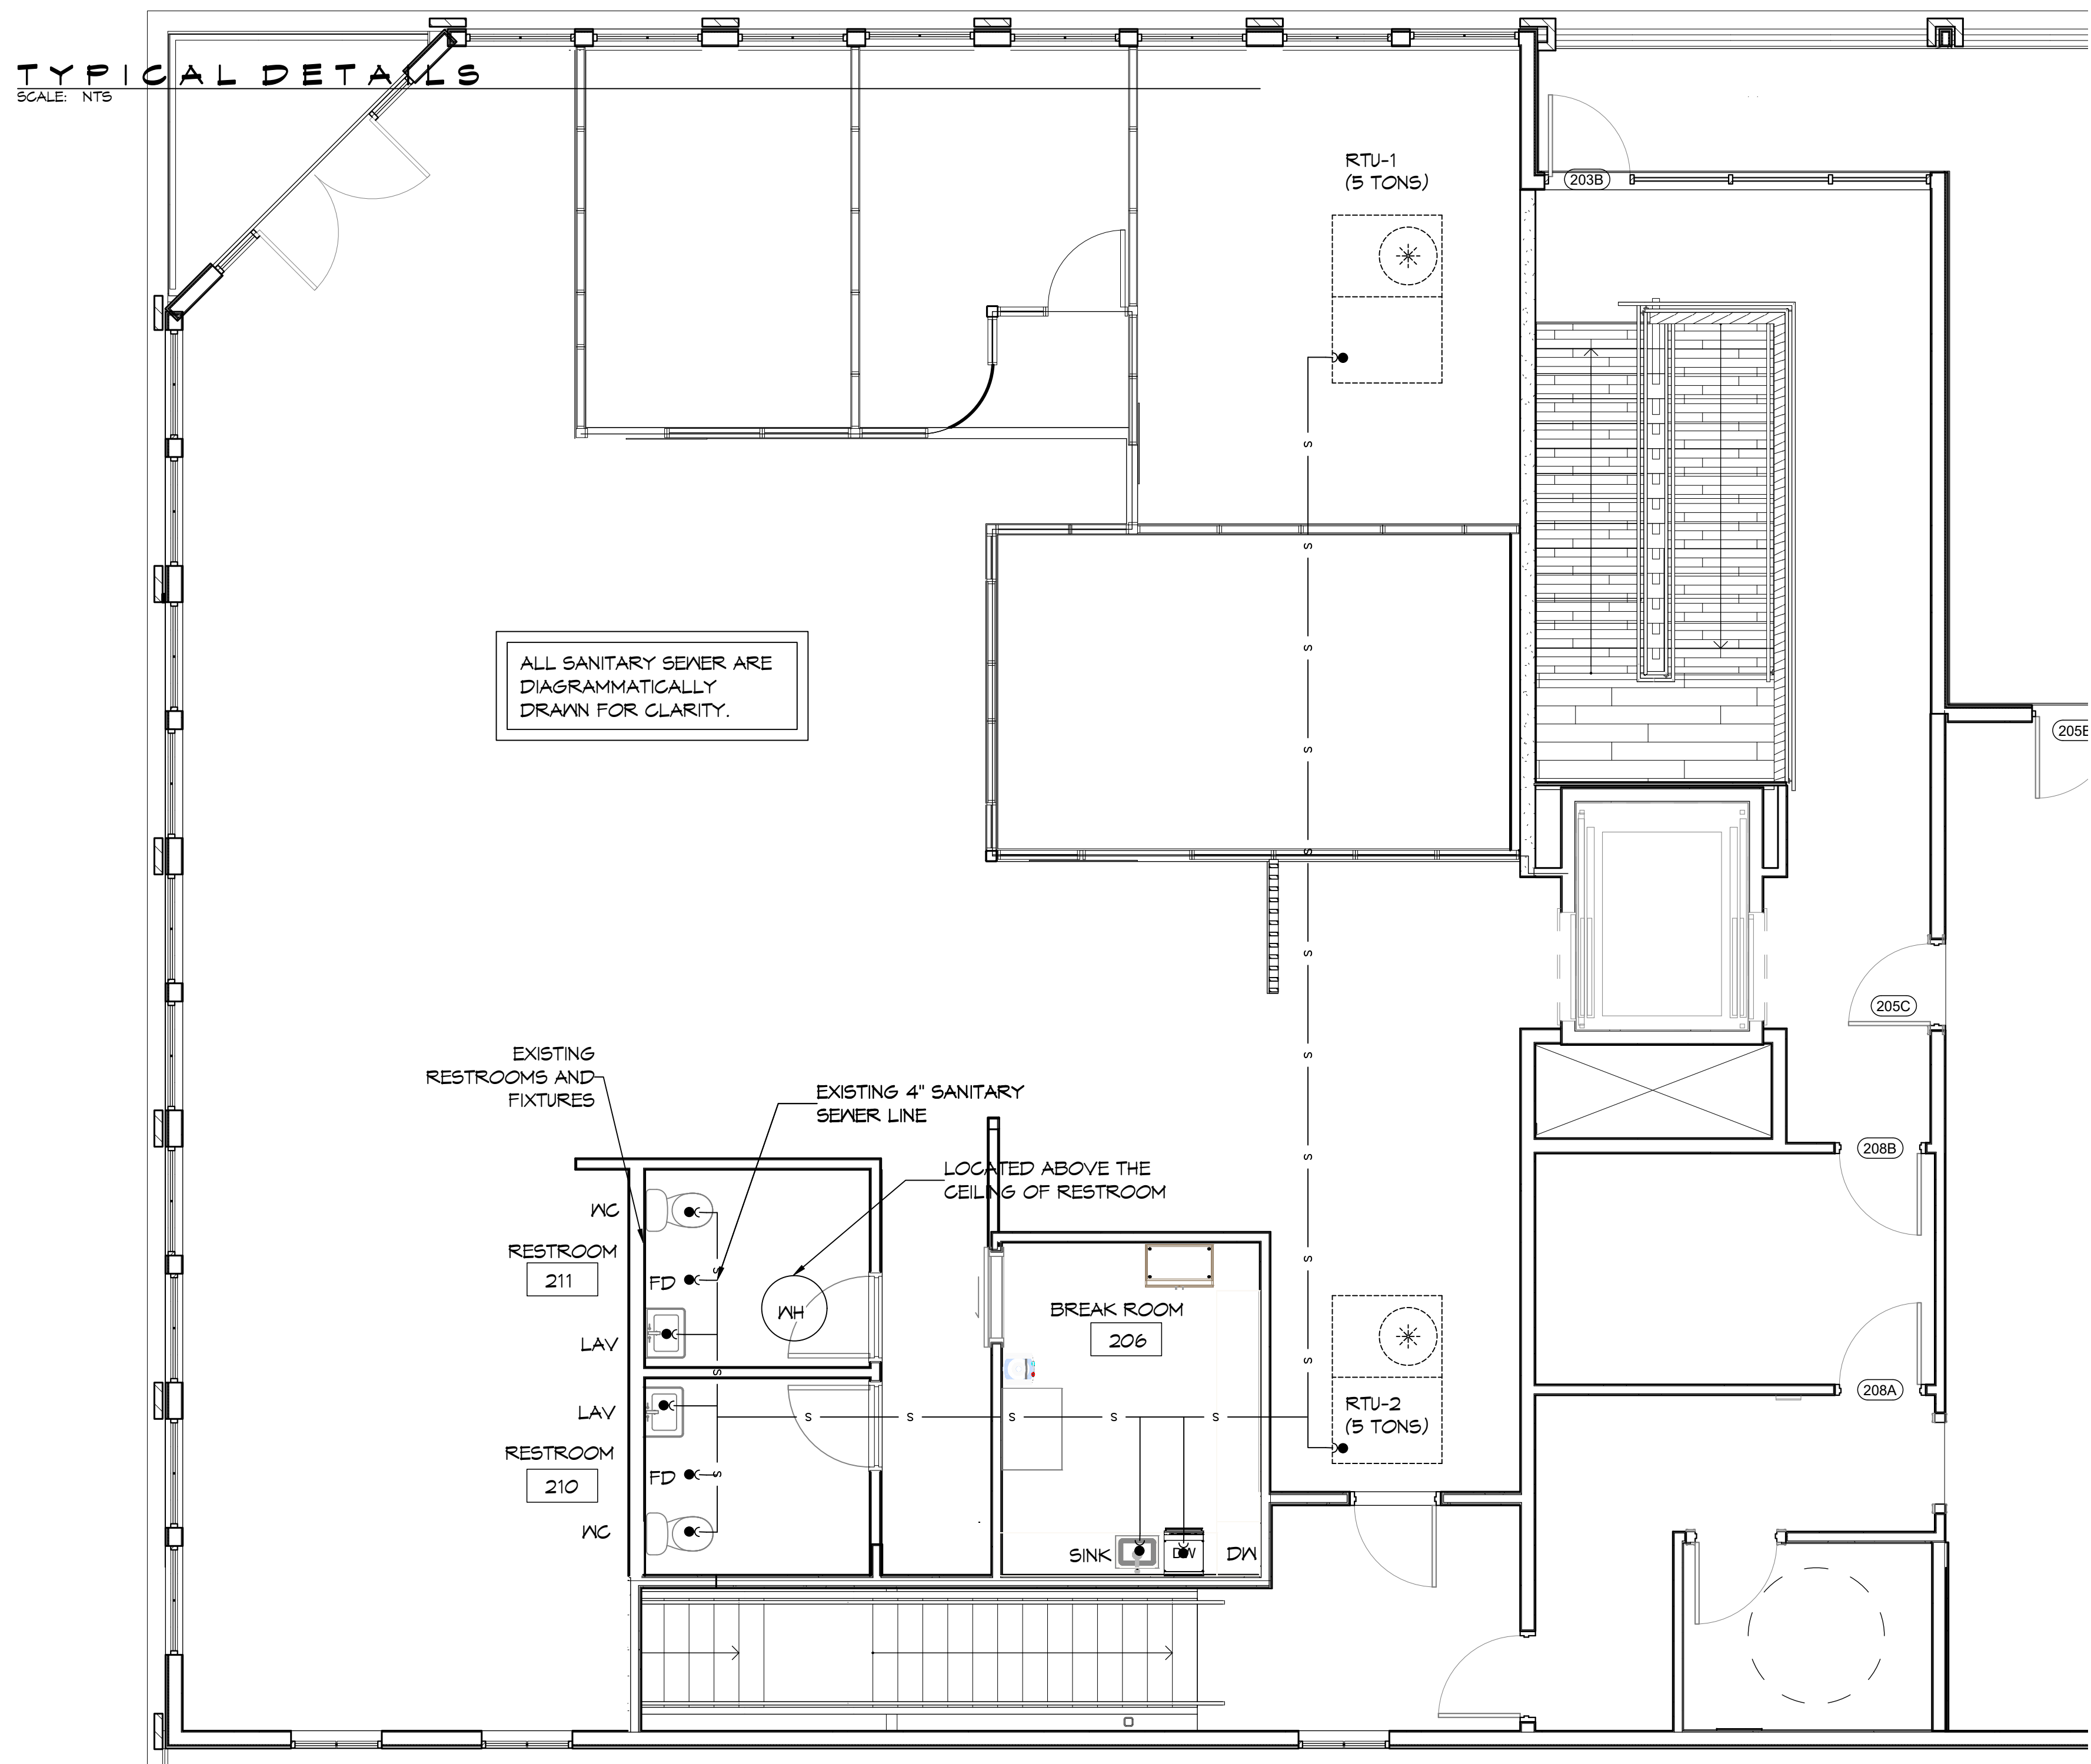 TYPICAL DETAILS
SCALE: NTS
RTU-1
(5 TONS)
203B
ALL SANITARY SEWER ARE
DIAGRAMMATICALLY
DRAWN FOR CLARITY.
S
S
S
S
S
S
S
S
S
S
205C
EXISTING
RESTROOMS AND
FIXTURES
EXISTING 4" SANITARY
SEWER LINE
LOCATED ABOVE THE
CEILING OF RESTROOM
208B
WC
RESTROOM
211
FD
S
WH
LAV
BREAK ROOM
206
S
208A
LAV
S
S
S
S
S
RTU-2
(5 TONS)
RESTROOM
210
FD
S
WC
SINK
DW
DW